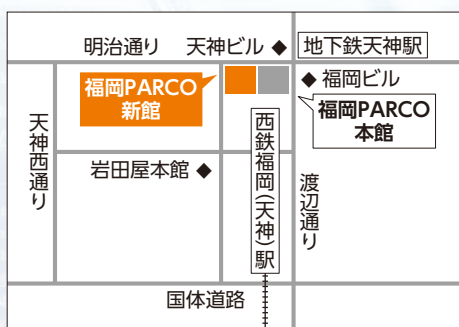 明治通り
天神ビル ◆
地下鉄天神駅
福岡PARCO
新館
◆ 福岡ビル
福岡PARCO
本館
天神西通り
岩田屋本館 ◆
西鉄福岡(天神)駅
渡辺通り
国体道路